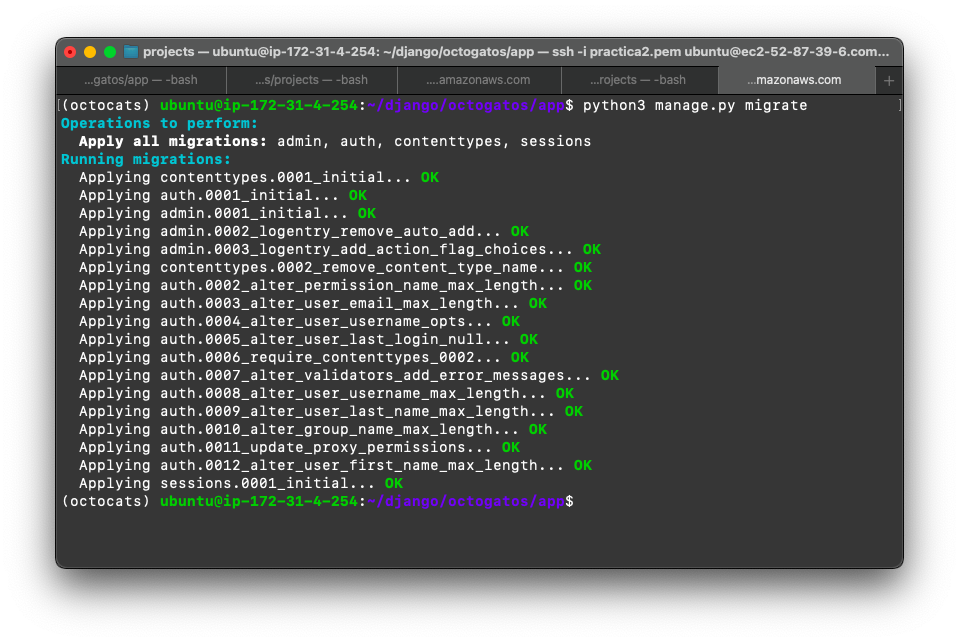 projects — ubuntu@ip-172-31-4-254: ~/django/octogatos/app — ssh -i practica2.pem ubuntu@ec2-52-87-39-6.com...
...gatos/app — -bash ...s/projects — -bash ....amazonaws.com ...rojects — -bash ...mazonaws.com +
[(octocats) ubuntu@ip-172-31-4-254:~/django/octogatos/app$ python3 manage.py migrate ]
Operations to perform:
  Apply all migrations: admin, auth, contenttypes, sessions
Running migrations:
  Applying contenttypes.0001_initial... OK
  Applying auth.0001_initial... OK
  Applying admin.0001_initial... OK
  Applying admin.0002_logentry_remove_auto_add... OK
  Applying admin.0003_logentry_add_action_flag_choices... OK
  Applying contenttypes.0002_remove_content_type_name... OK
  Applying auth.0002_alter_permission_name_max_length... OK
  Applying auth.0003_alter_user_email_max_length... OK
  Applying auth.0004_alter_user_username_opts... OK
  Applying auth.0005_alter_user_last_login_null... OK
  Applying auth.0006_require_contenttypes_0002... OK
  Applying auth.0007_alter_validators_add_error_messages... OK
  Applying auth.0008_alter_user_username_max_length... OK
  Applying auth.0009_alter_user_last_name_max_length... OK
  Applying auth.0010_alter_group_name_max_length... OK
  Applying auth.0011_update_proxy_permissions... OK
  Applying auth.0012_alter_user_first_name_max_length... OK
  Applying sessions.0001_initial... OK
(octocats) ubuntu@ip-172-31-4-254:~/django/octogatos/app$